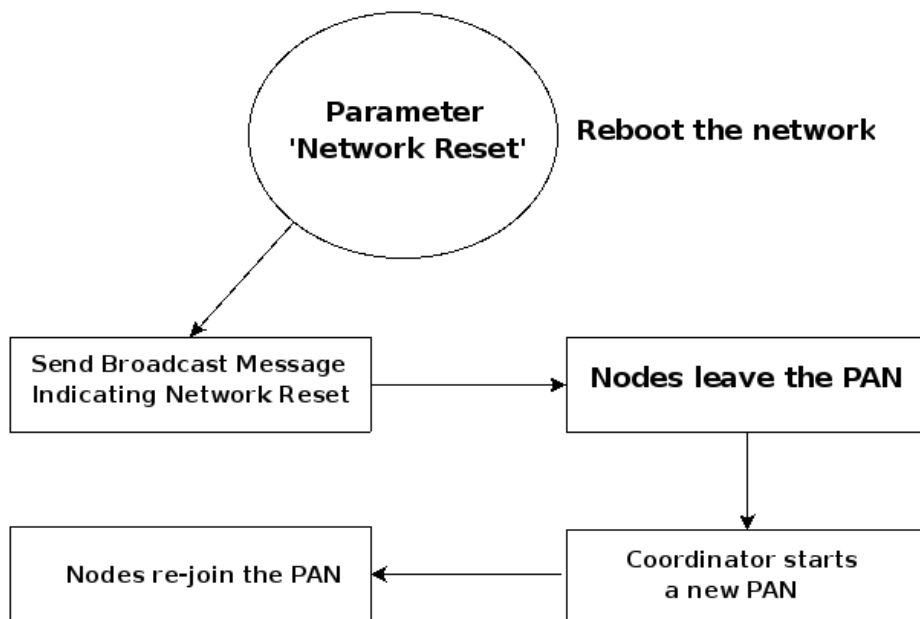 Parameter
'Network Reset'
Reboot the network
Send Broadcast Message
Indicating Network Reset
Nodes leave the PAN
Coordinator starts
a new PAN
Nodes re-join the PAN